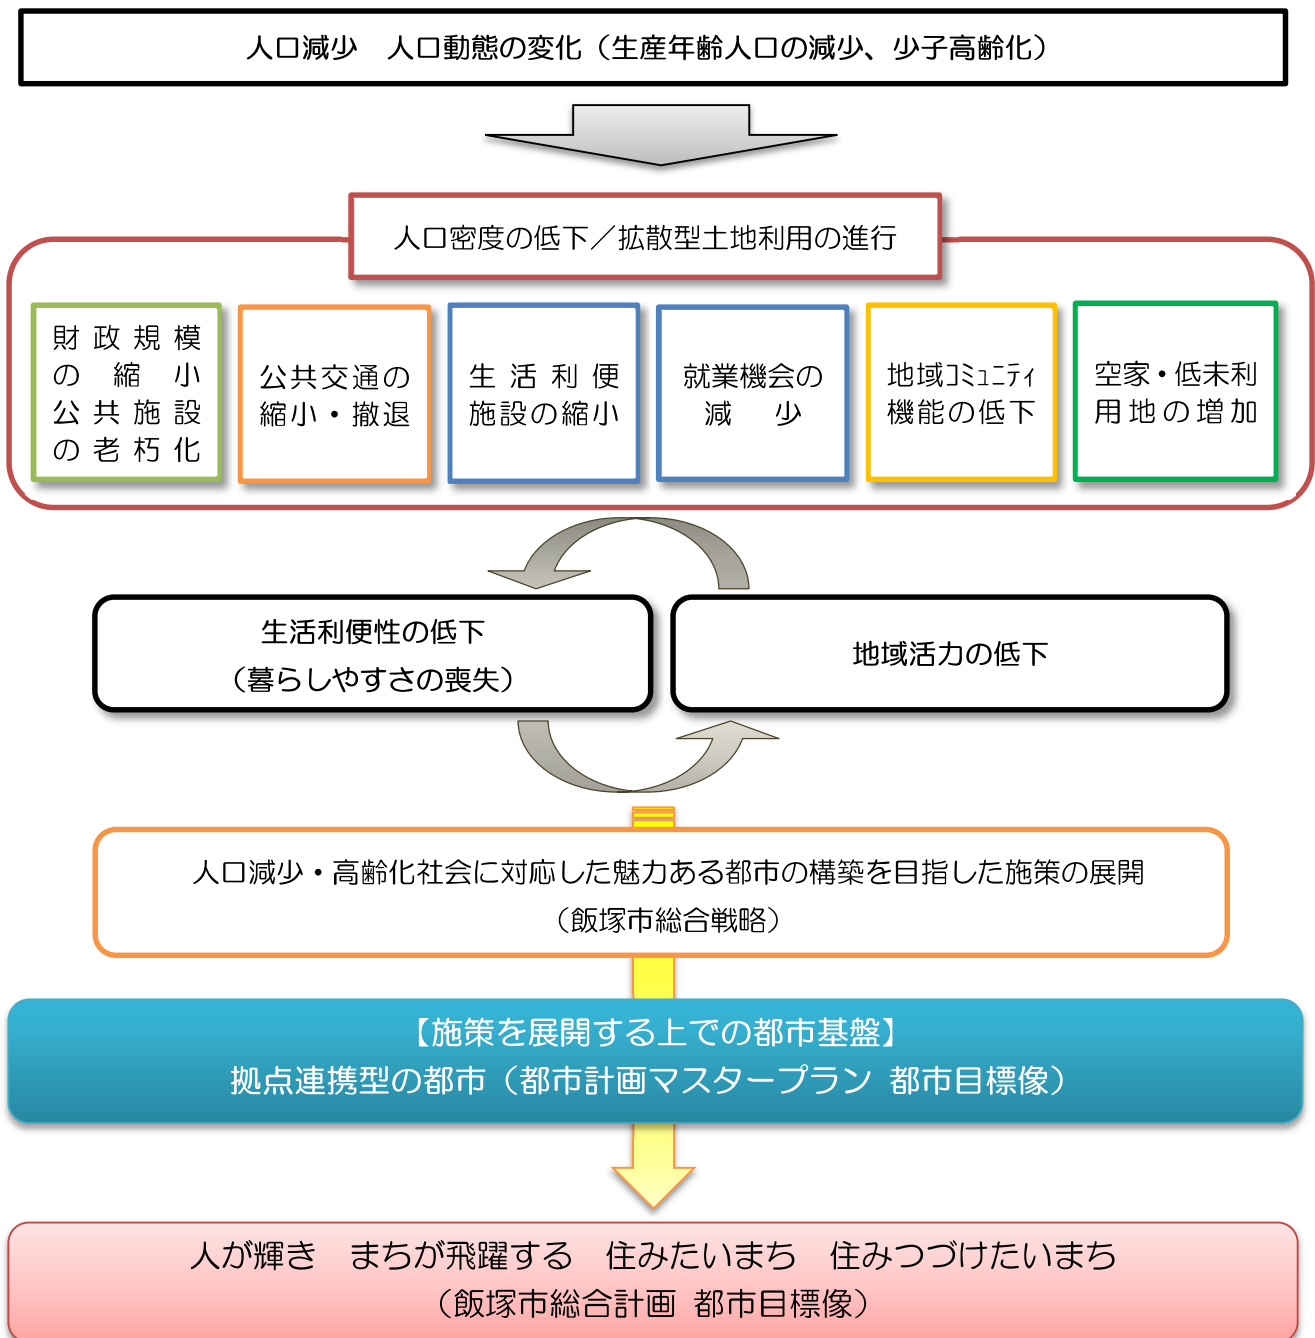 人口減少　人口動態の変化（生産年齢人口の減少、少子高齢化）
人口密度の低下／拡散型土地利用の進行
財政規模
の縮小
公共施設
の老朽化
公共交通の
縮小・撤退
生活利便
施設の縮小
就業機会の
減少
地域ｺﾐｭﾆﾃｨ
機能の低下
空家・低未利
用地の増加
生活利便性の低下
（暮らしやすさの喪失）
地域活力の低下
人口減少・高齢化社会に対応した魅力ある都市の構築を目指した施策の展開
（飯塚市総合戦略）
【施策を展開する上での都市基盤】
拠点連携型の都市（都市計画マスタープラン 都市目標像）
人が輝き　まちが飛躍する　住みたいまち　住みつづけたいまち
（飯塚市総合計画 都市目標像）